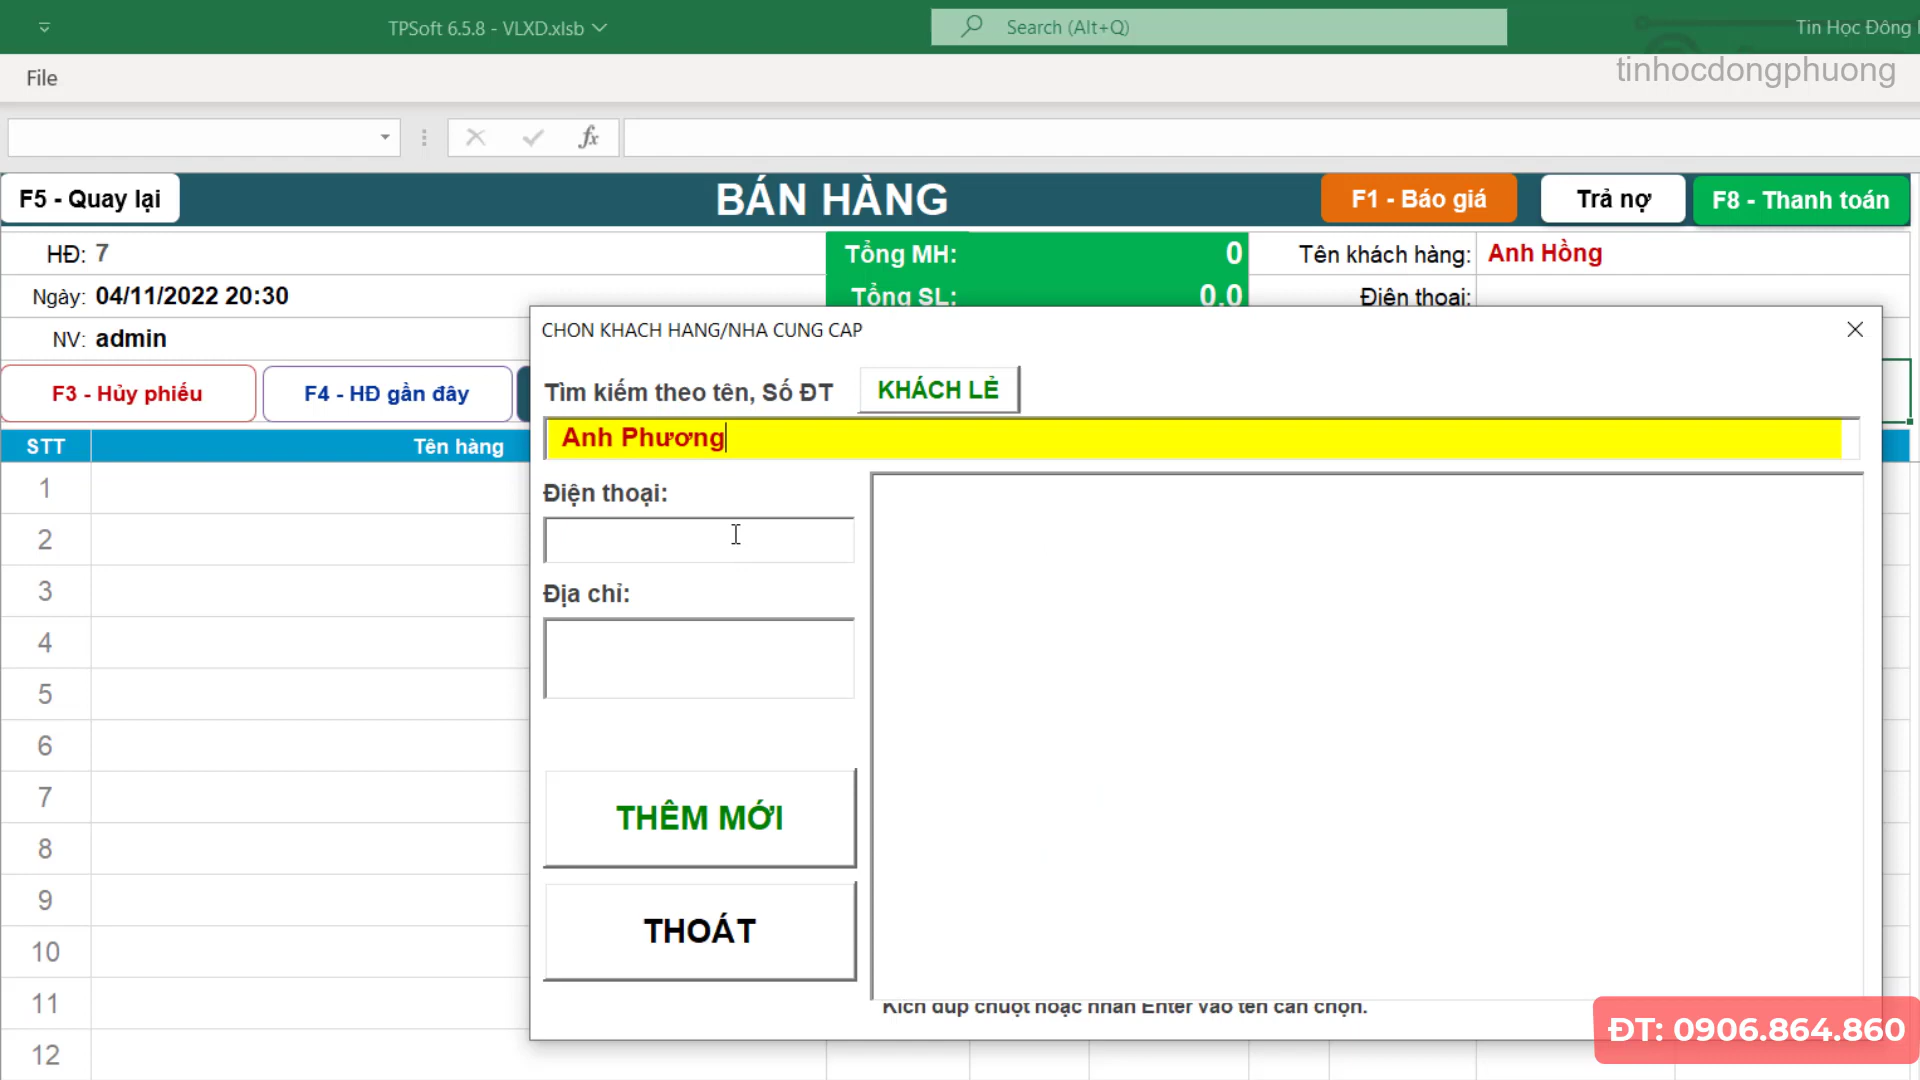 TPSoft 6.5.8 - VLXD.xlsb
Search (Alt+Q)
Tin Học Đông
tinhocdongphuong
File
fx
F5 - Quay lại
BÁN HÀNG
F1 - Báo giá
Trả nợ
F8 - Thanh toán
HĐ: 7
Tổng MH: 0
Tên khách hàng: Anh Hồng
Ngày: 04/11/2022 20:30
Tổng SL: 0.0
Điện thoại:
NV: admin
F3 - Hủy phiếu
F4 - HĐ gần đây
STT
Tên hàng
1
2
3
4
5
6
7
8
9
10
11
12
CHON KHACH HANG/NHA CUNG CAP
Tìm kiếm theo tên, Số ĐT
KHÁCH LẺ
Anh Phương
Điện thoại:
Địa chỉ:
THÊM MỚI
THOÁT
Kích đúp chuột hoặc nhấn Enter vào tên cần chọn.
ĐT: 0906.864.860